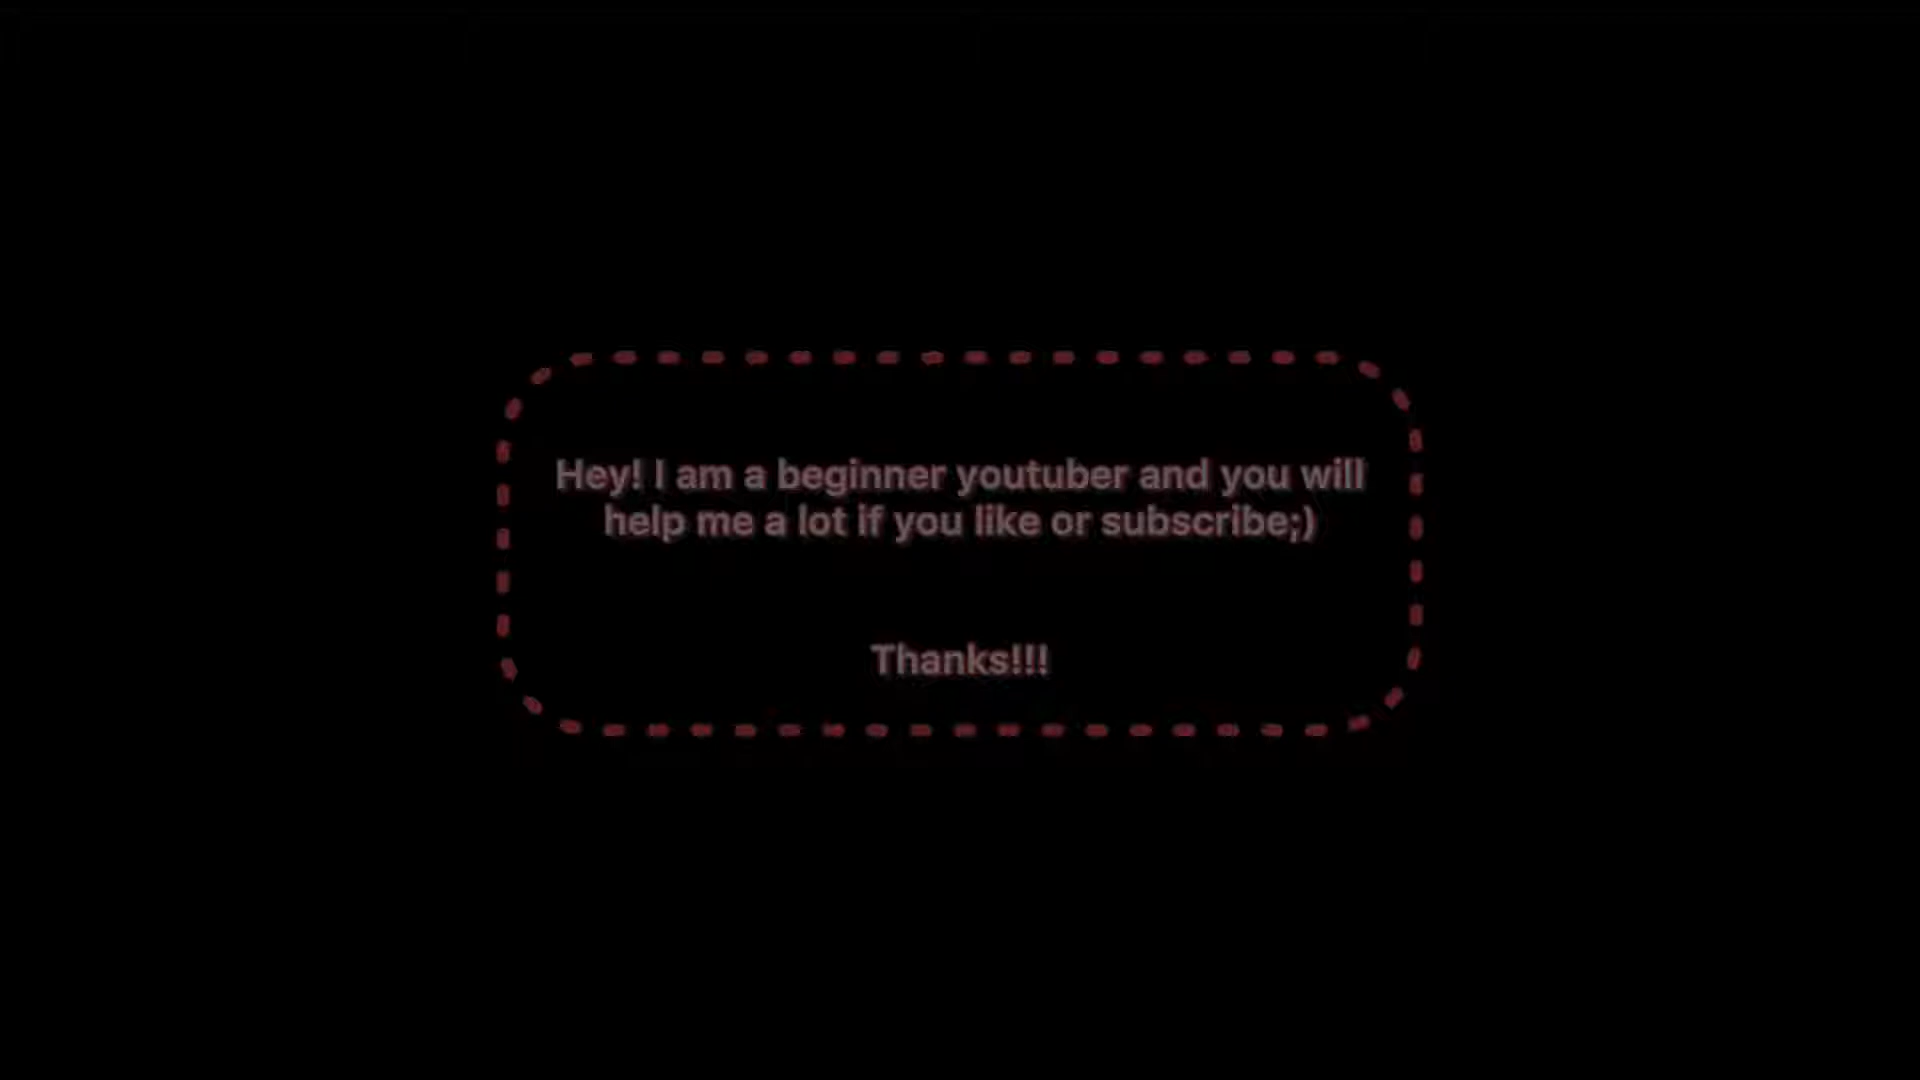 Hey! I am a beginner youtuber and you will
help me a lot if you like or subscribe;)
Thanks!!!